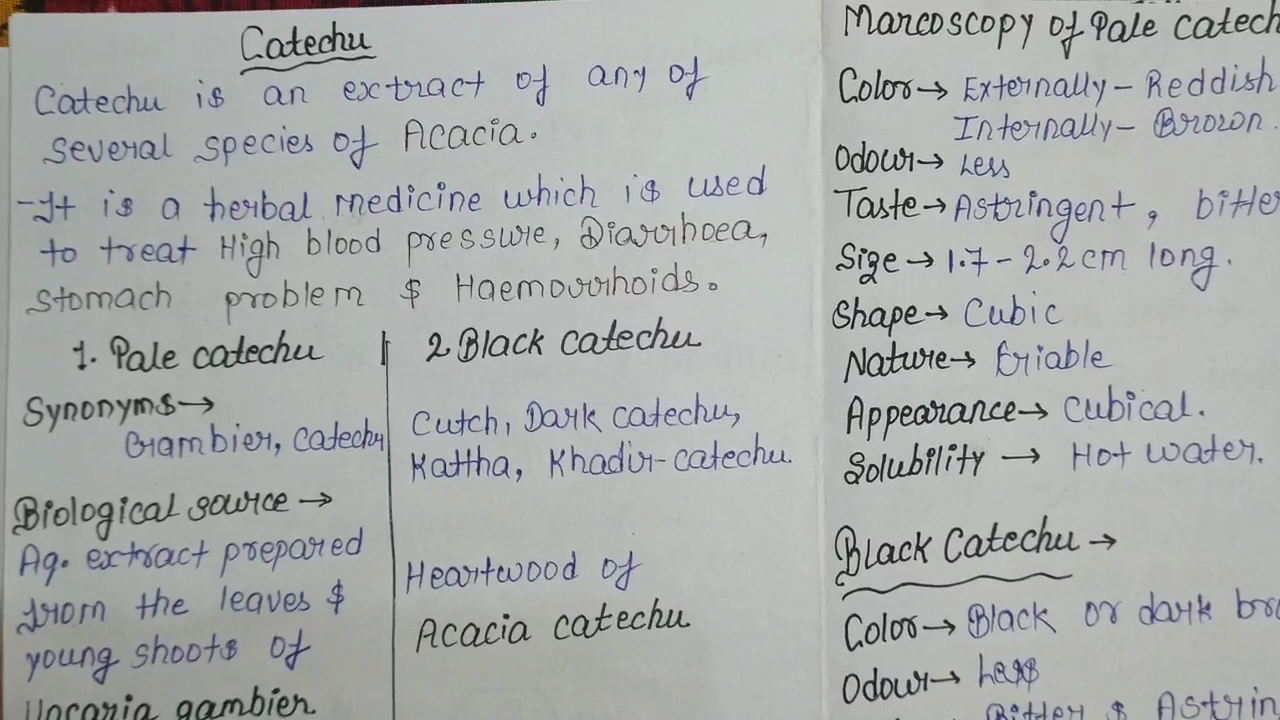 Catechu
Catechu is an extract of any of
several species of Acacia.
-It is a herbal medicine which is used
to treat High blood pressure, Diarrhoea,
stomach problem & Haemorrhoids.
1. Pale catechu
Synonyms→
Gambier, catechu
Biological source →
Aq. extract prepared
from the leaves &
young shoots of
Uncaria gambier
2. Black catechu
Cutch, Dark catechu,
Kattha, Khadir-catechu.
Heartwood of
Acacia catechu
Marcoscopy of Pale catech
Color→ Externally- Reddish
Internally- Brown.
Odour→ Less
Taste→ Astringent, bitte
Size→ 1.7-2.2cm long.
Shape→ Cubic
Nature→ friable
Appearance→ Cubical.
Solubility → Hot water.
Black Catechu →
Color→ Black or dark bro
Odour→ Less
Bitter & Astrin